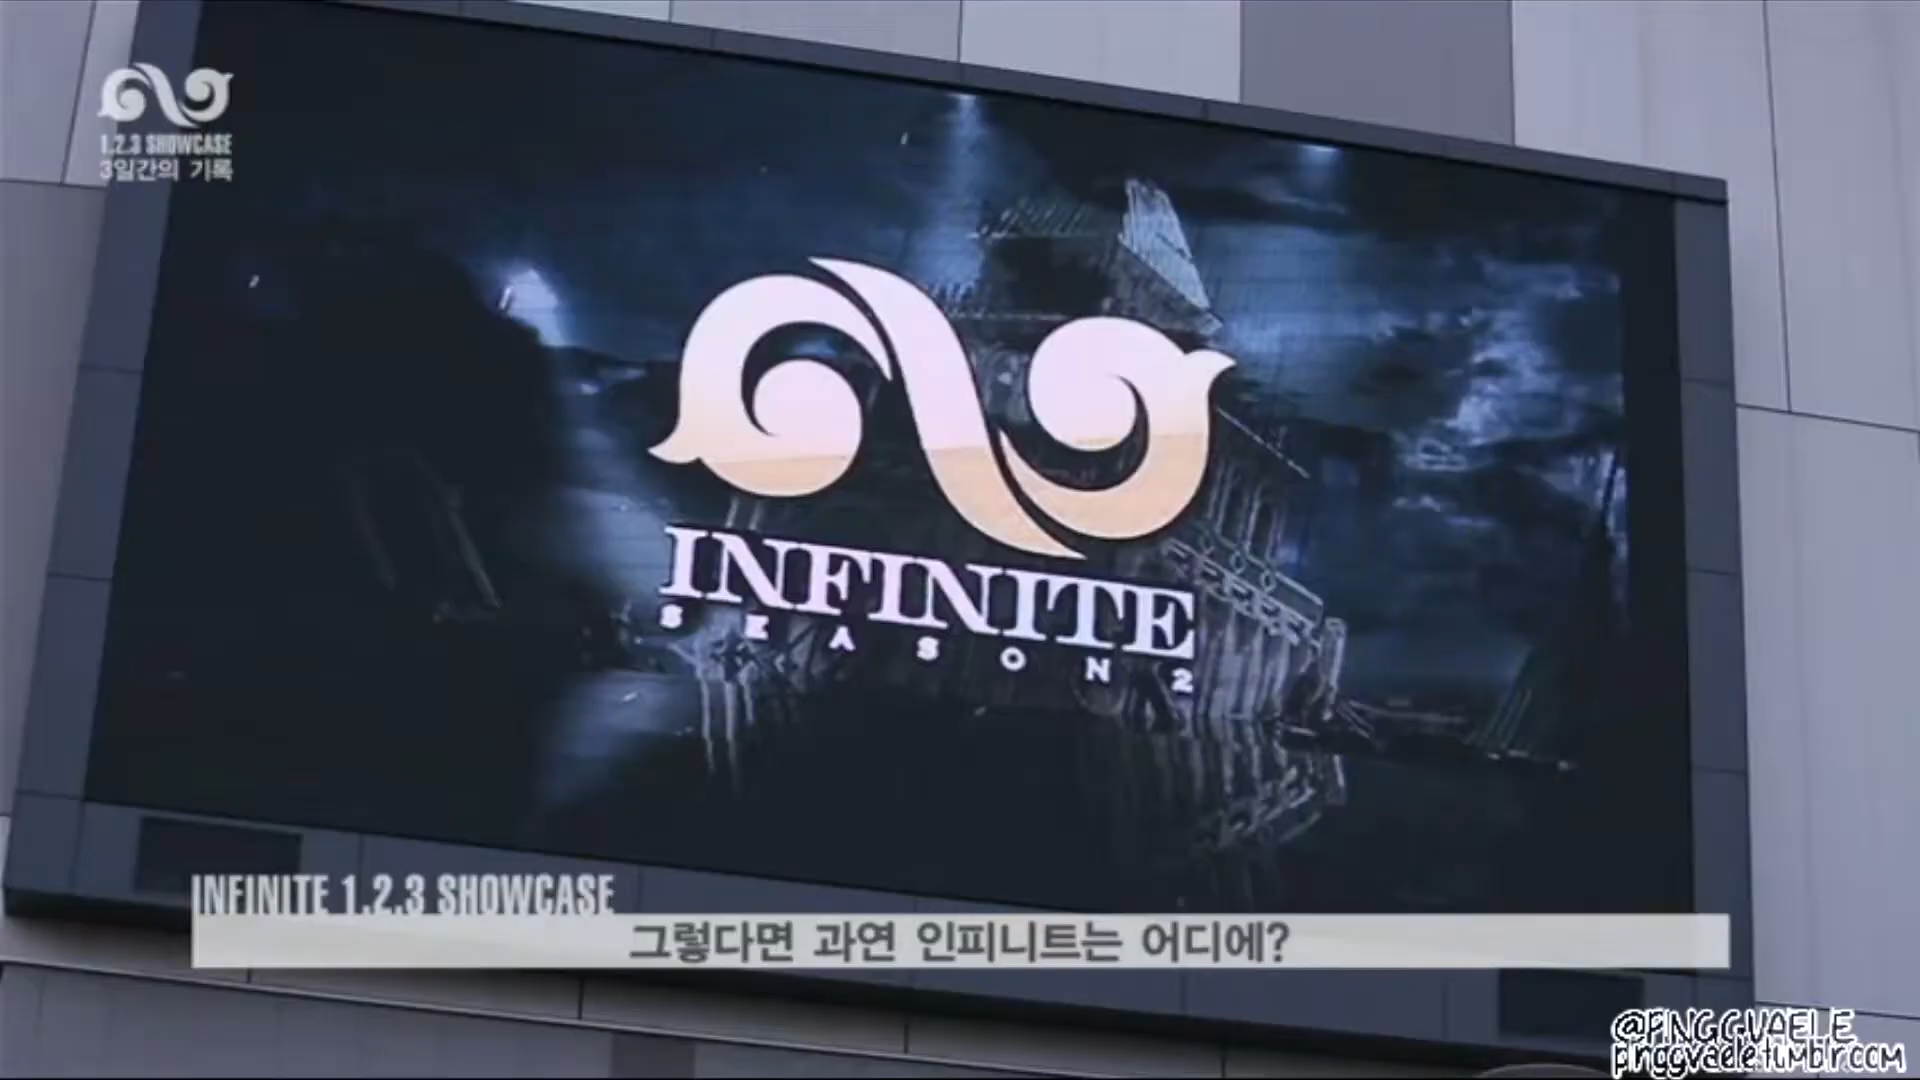 1.2.3 SHOWCASE
3일간의 기록
INFINITE
SEASON 2
INFINITE 1.2.3 SHOWCASE
그렇다면 과연 인피니트는 어디에?
@PINGGVAELE
pinggvaele.tumblr.com